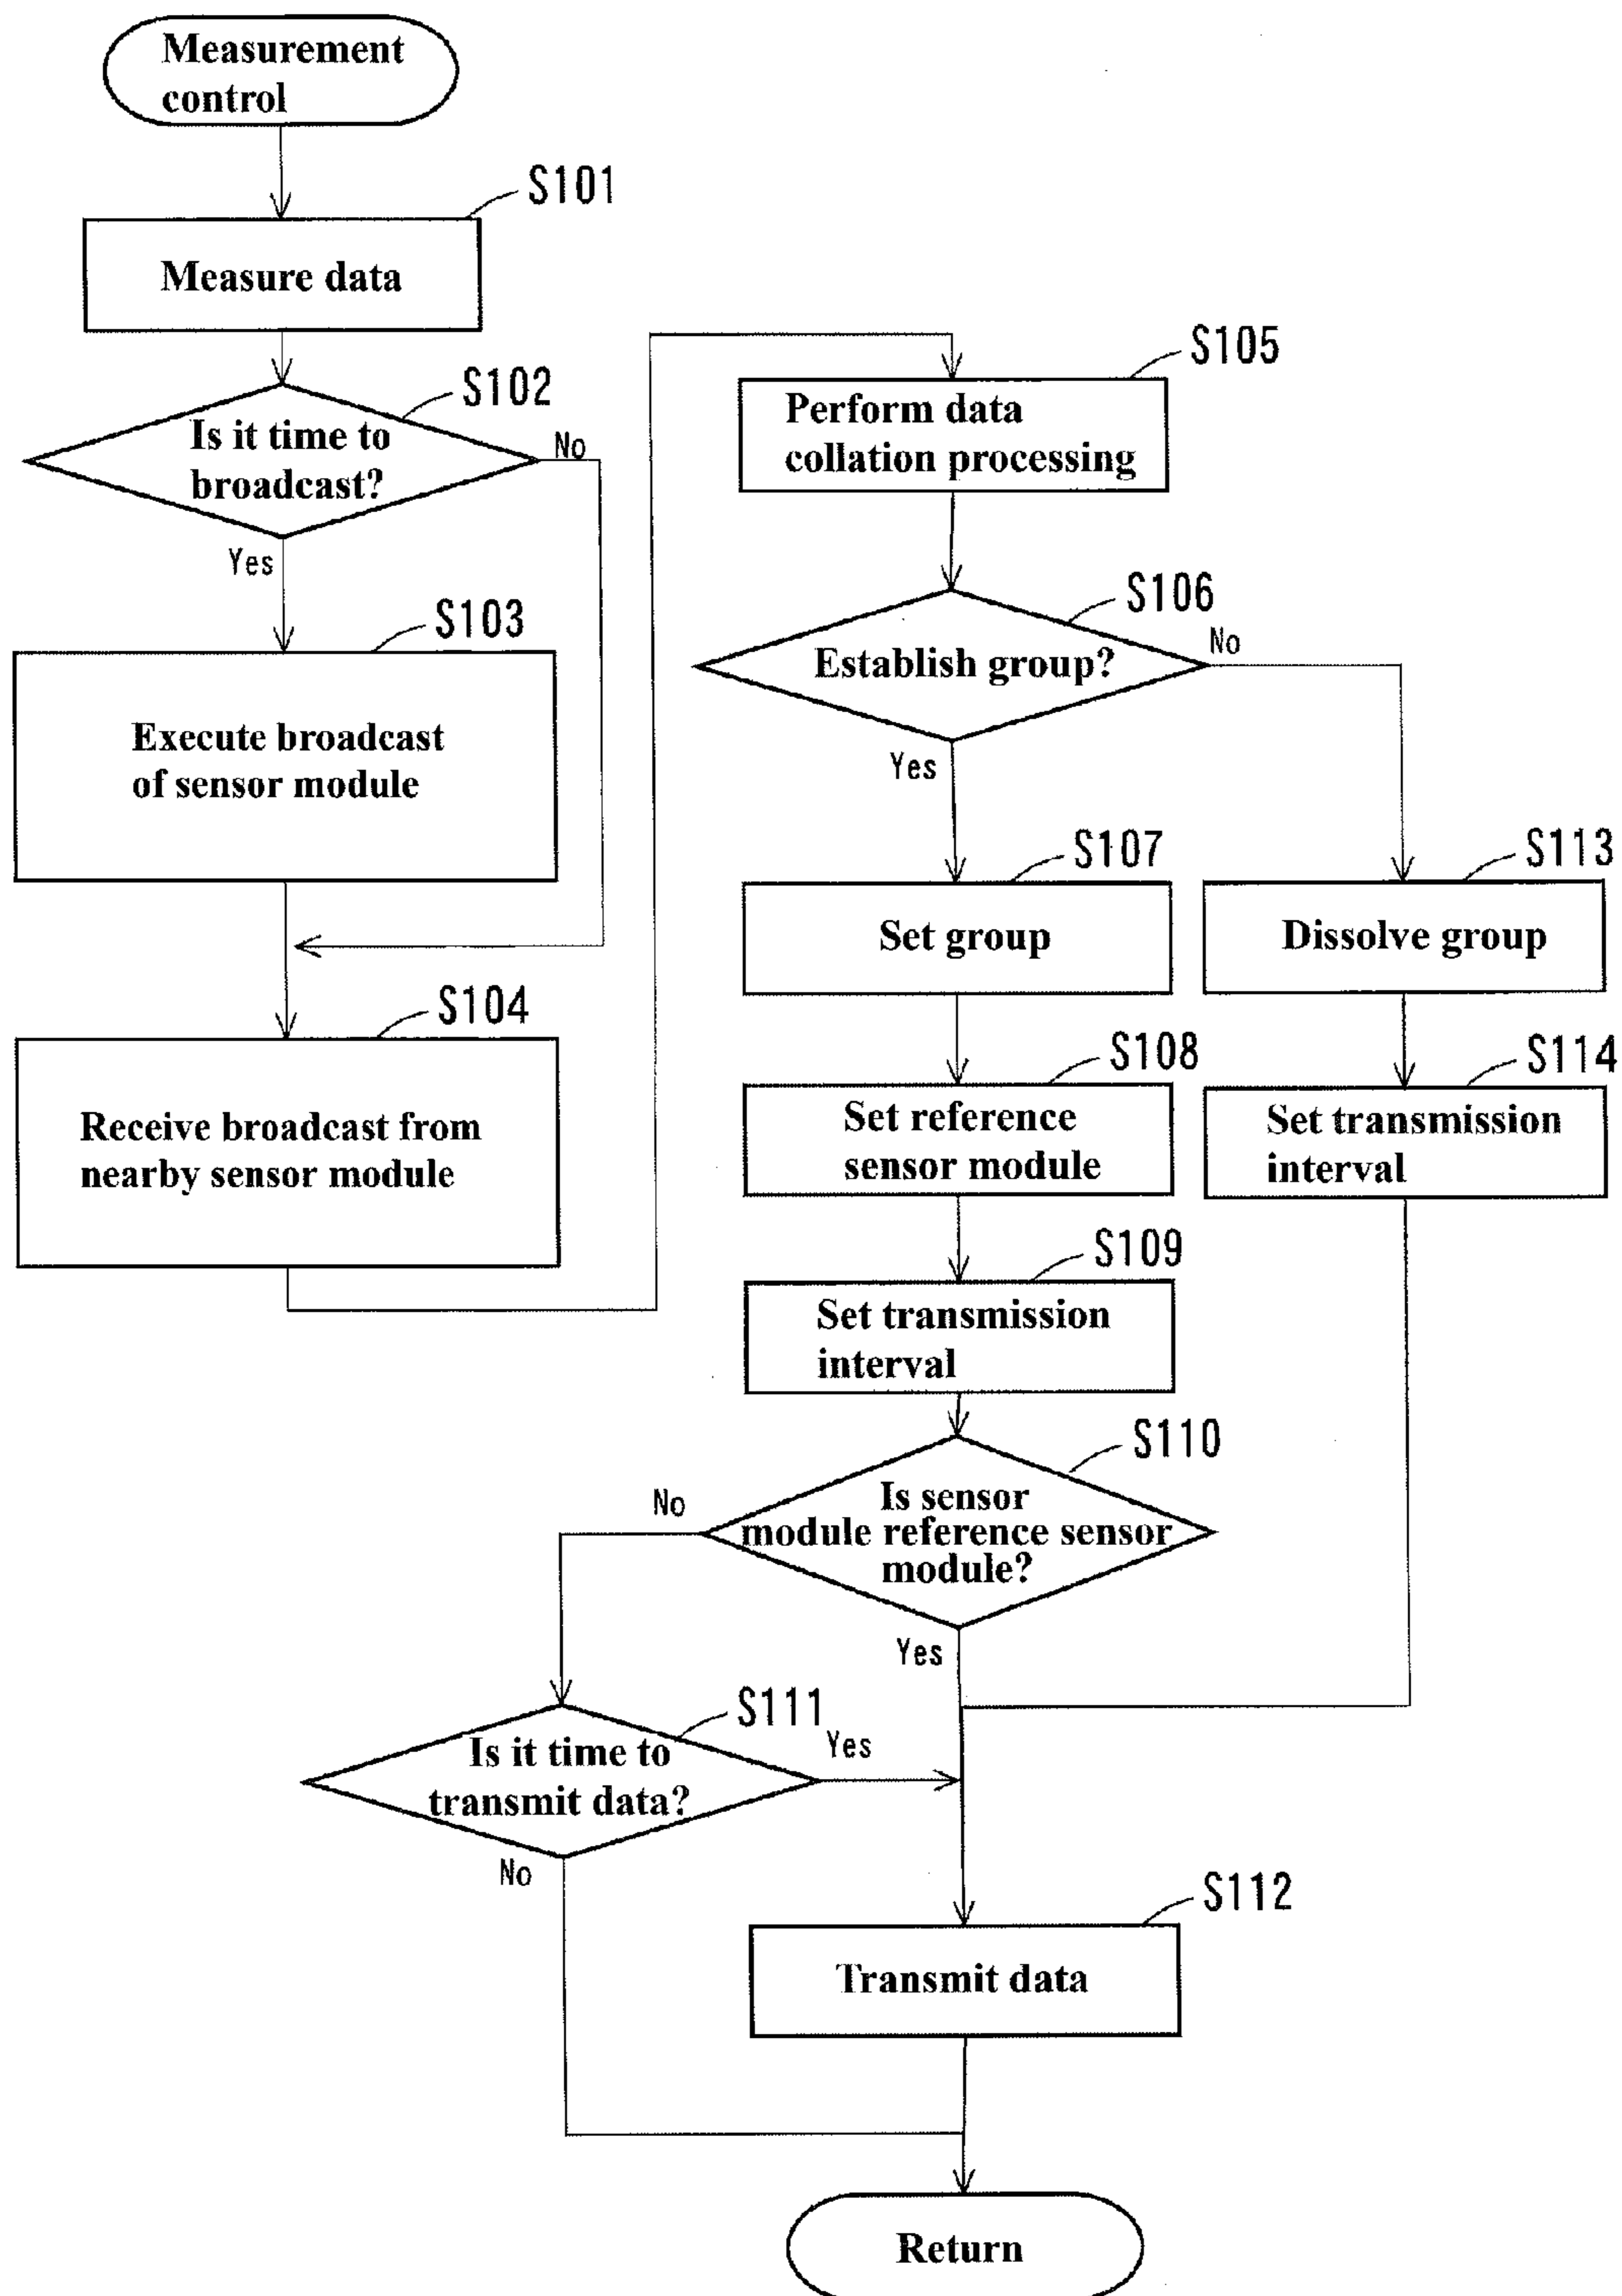 Measurement
control
S101
Measure data
S102
Is it time to
broadcast?
No
Yes
S103
Execute broadcast
of sensor module
S104
Receive broadcast from
nearby sensor module
S105
Perform data
collation processing
S106
Establish group?
No
Yes
S107
Set group
S113
Dissolve group
S108
Set reference
sensor module
S114
Set transmission
interval
S109
Set transmission
interval
S110
Is sensor
module reference sensor
module?
No
Yes
S111
Is it time to
transmit data?
Yes
No
S112
Transmit data
Return